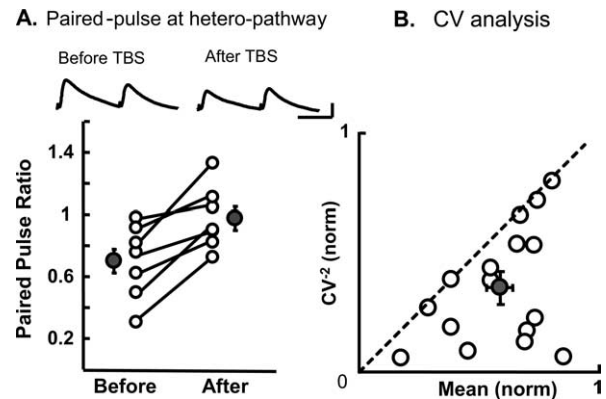 A. Paired-pulse at hetero-pathway
Before TBS
After TBS
Paired Pulse Ratio
1.4
1
0.6
0.2
Before
After
B. CV analysis
CV-2 (norm)
1
0
Mean (norm)
1